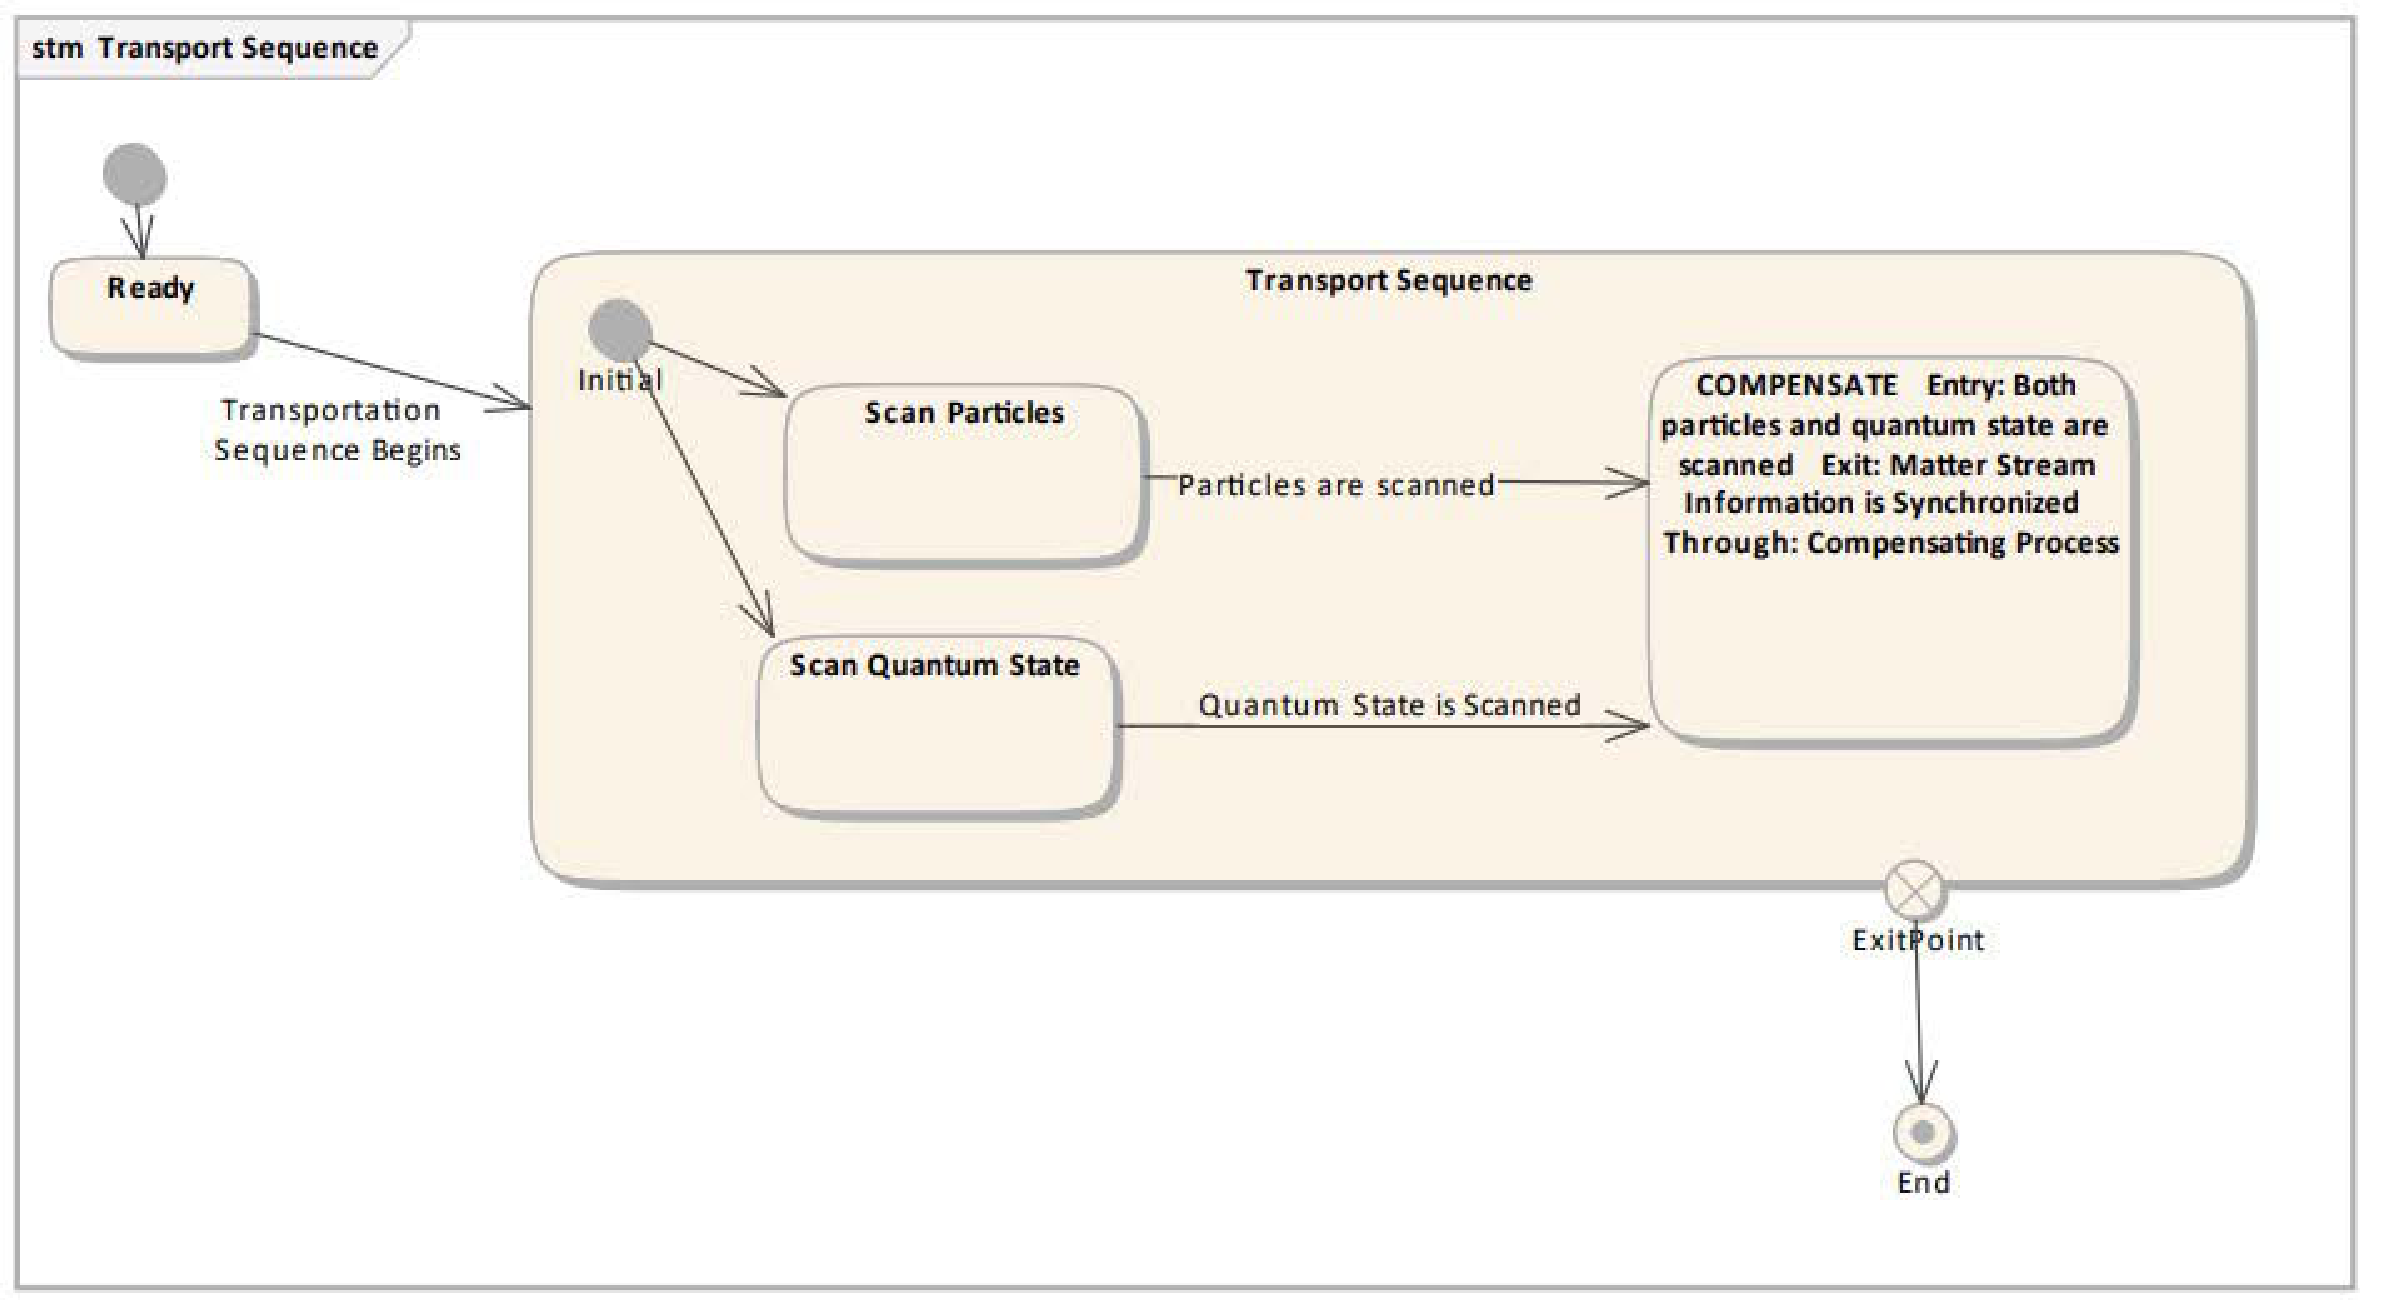 stm Transport Sequence
Ready
Transportation
Sequence Begins
Transport Sequence
Initial
Scan Particles
Particles are scanned
COMPENSATE Entry: Both
particles and quantum state are
scanned Exit: Matter Stream
Information is Synchronized
Through: Compensating Process
Scan Quantum State
Quantum State is Scanned
ExitPoint
End